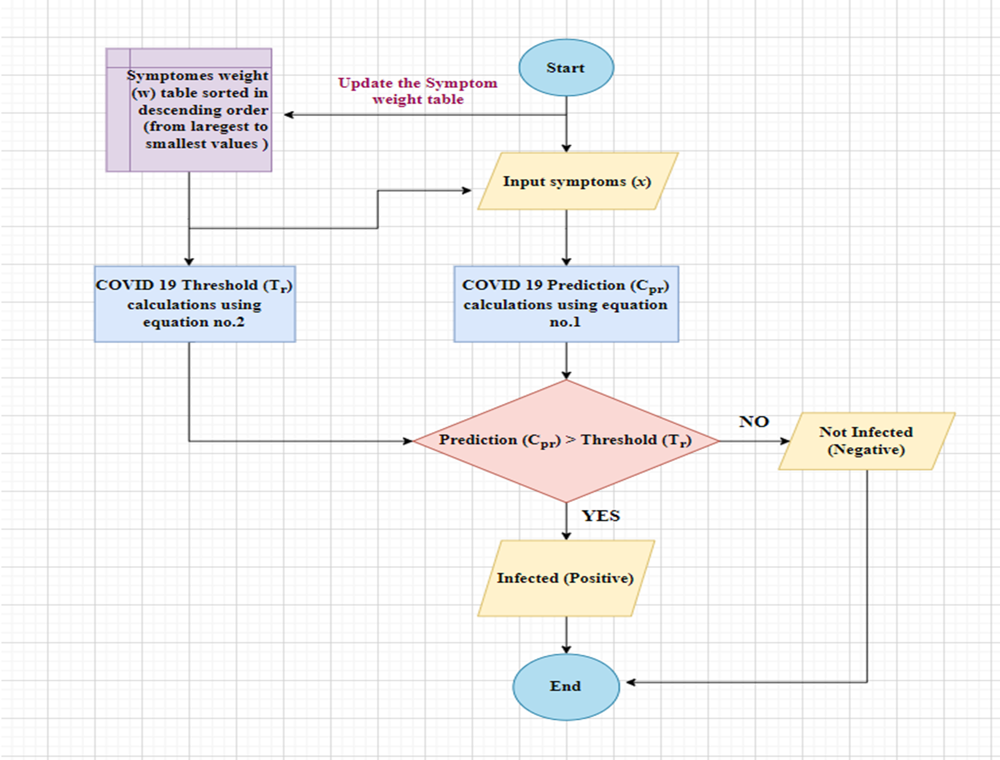 Start
Update the Symptom
weight table
Symptomes weight
(w) table sorted in
descending order
(from laregest to
smallest values )
Input symptoms (x)
COVID 19 Threshold (Tr)
calculations using
equation no.2
COVID 19 Prediction (Cpr)
calculations using equation
no.1
Prediction (Cpr) > Threshold (Tr)
NO
Not Infected
(Negative)
YES
Infected (Positive)
End